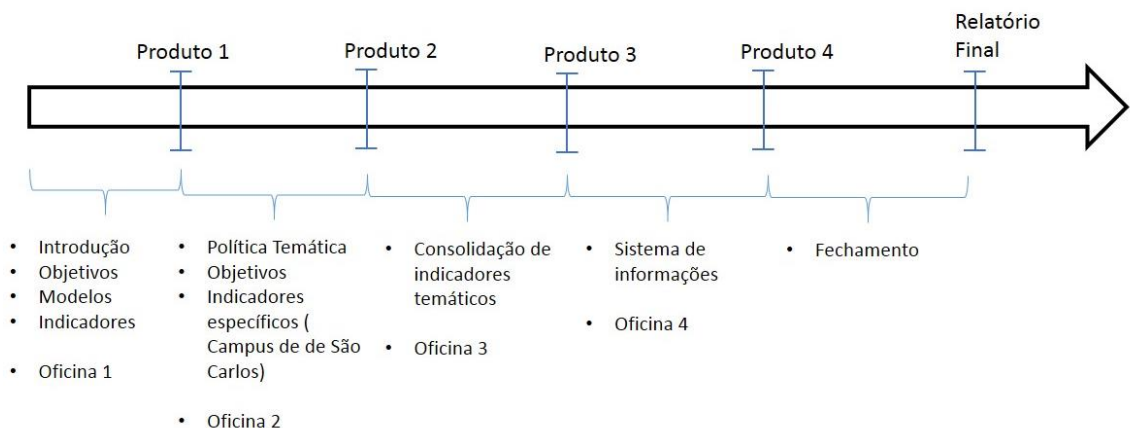 Produto 1
Produto 2
Produto 3
Produto 4
Relatório
Final
• Introdução
• Objetivos
• Modelos
• Indicadores
• Oficina 1
• Política Temática
• Objetivos
• Indicadores
específicos (
Campus de de São
Carlos)
• Oficina 2
• Consolidação de
indicadores
temáticos
• Oficina 3
• Sistema de
informações
• Oficina 4
• Fechamento